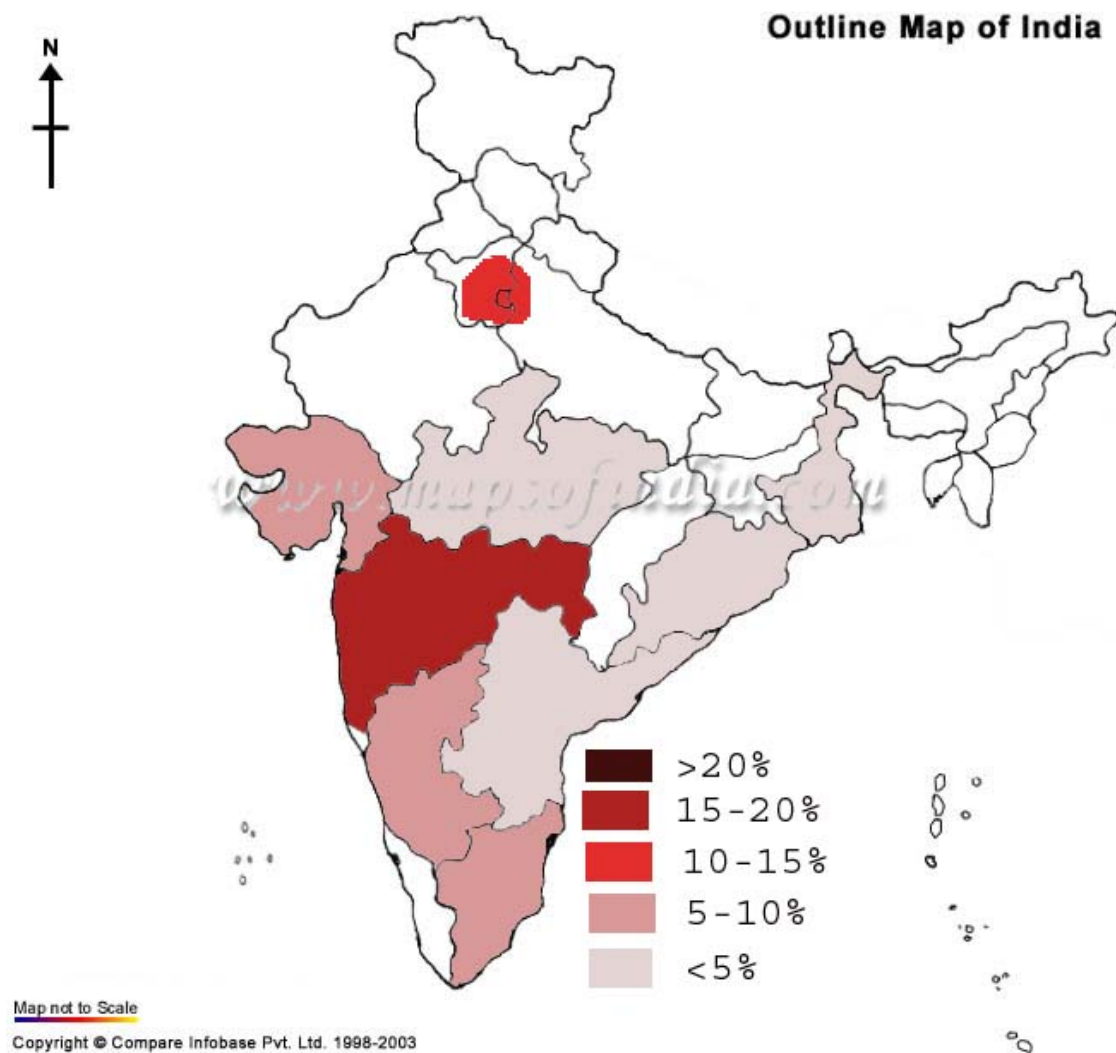 Outline Map of India
N
www.mapsofindia.com
>20%
15-20%
10-15%
5-10%
<5%
Map not to Scale
Copyright © Compare Infobase Pvt. Ltd. 1998-2003